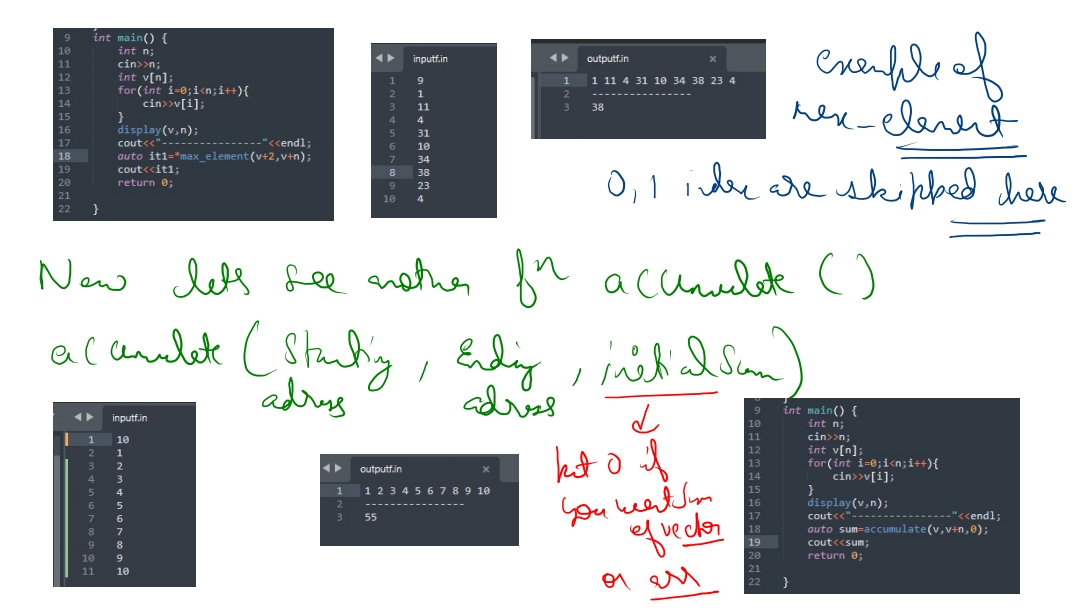 9 int main() {
10 int n;
11 cin>>n;
12 int v[n];
13 for(int i=0;i<n;i++){
14 cin>>v[i];
15 }
16 display(v,n);
17 cout<<"----------------"<<endl;
18 auto it1=*max_element(v+2,v+n);
19 cout<<it1;
20 return 0;
21
22 }
inputf.in
1 9
2 1
3 11
4 4
5 31
6 10
7 34
8 38
9 23
10 4
outputf.in ×
1 1 11 4 31 10 34 38 23 4
2 ----------------
3 38
example of
max-element
0, 1 index are skipped here
Now lets see another fn accumulate ()
accumulate ( Starting , Ending , initial Sum )
adress adress
inputf.in
1 10
2 1
3 2
4 3
5 4
6 5
7 6
8 7
9 8
10 9
11 10
outputf.in ×
1 1 2 3 4 5 6 7 8 9 10
2 ----------------
3 55
put 0 if
you want Sum
of vector
or arr
9 int main() {
10 int n;
11 cin>>n;
12 int v[n];
13 for(int i=0;i<n;i++){
14 cin>>v[i];
15 }
16 display(v,n);
17 cout<<"----------------"<<endl;
18 auto sum=accumulate(v,v+n,0);
19 cout<<sum;
20 return 0;
21
22 }